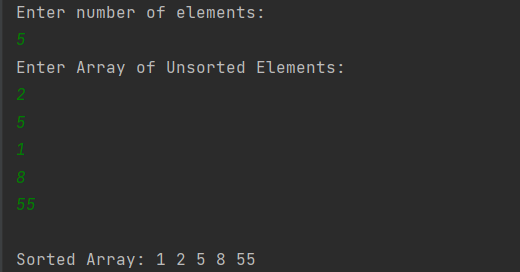 Enter number of elements:
5
Enter Array of Unsorted Elements:
2
5
1
8
55
Sorted Array: 1 2 5 8 55